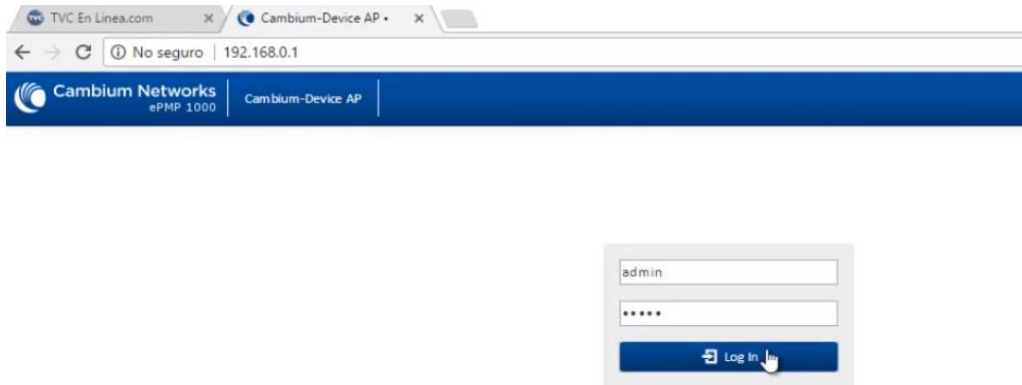 TVC En Linea.com
Cambium-Device AP •
No seguro | 192.168.0.1
Cambium Networks
ePMP 1000
Cambium-Device AP
admin
•••••
Log In